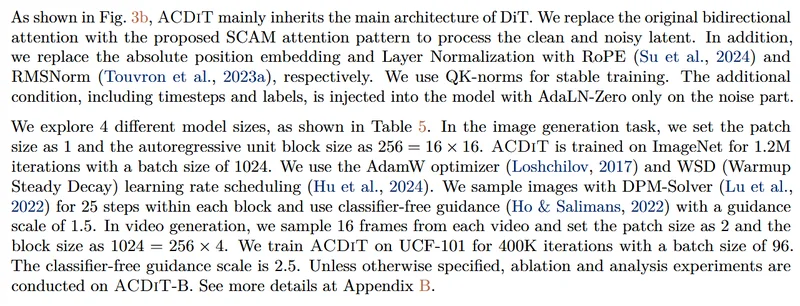 As shown in Fig. 3b, ACDiT mainly inherits the main architecture of DiT. We replace the original bidirectional
attention with the proposed SCAM attention pattern to process the clean and noisy latent. In addition,
we replace the absolute position embedding and Layer Normalization with RoPE (Su et al., 2024) and
RMSNorm (Touvron et al., 2023a), respectively. We use QK-norms for stable training. The additional
condition, including timesteps and labels, is injected into the model with AdaLN-Zero only on the noise part.
We explore 4 different model sizes, as shown in Table 5. In the image generation task, we set the patch
size as 1 and the autoregressive unit block size as 256 = 16 × 16. ACDiT is trained on ImageNet for 1.2M
iterations with a batch size of 1024. We use the AdamW optimizer (Loshchilov, 2017) and WSD (Warmup
Steady Decay) learning rate scheduling (Hu et al., 2024). We sample images with DPM-Solver (Lu et al.,
2022) for 25 steps within each block and use classifier-free guidance (Ho & Salimans, 2022) with a guidance
scale of 1.5. In video generation, we sample 16 frames from each video and set the patch size as 2 and the
block size as 1024 = 256 × 4. We train ACDiT on UCF-101 for 400K iterations with a batch size of 96.
The classifier-free guidance scale is 2.5. Unless otherwise specified, ablation and analysis experiments are
conducted on ACDiT-B. See more details at Appendix B.